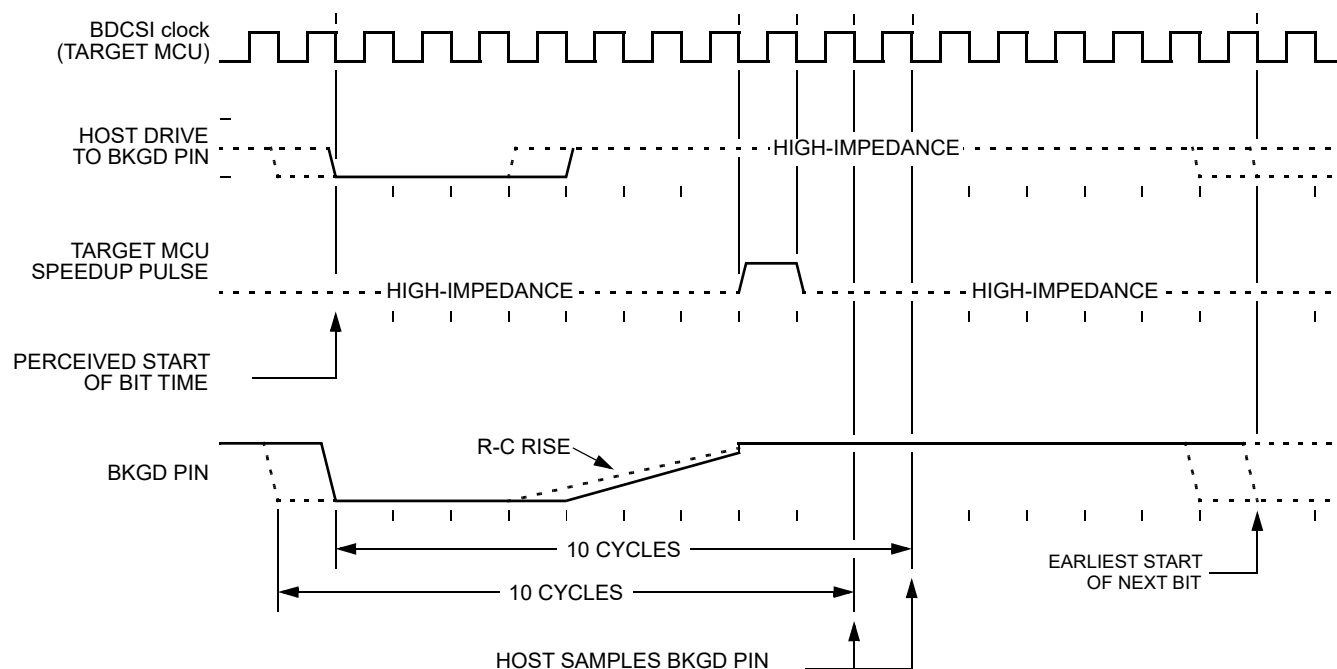 BDCSI clock
(TARGET MCU)
HOST DRIVE
TO BKGD PIN
HIGH-IMPEDANCE
TARGET MCU
SPEEDUP PULSE
HIGH-IMPEDANCE
HIGH-IMPEDANCE
PERCEIVED START
OF BIT TIME
R-C RISE
BKGD PIN
10 CYCLES
EARLIEST START
OF NEXT BIT
10 CYCLES
HOST SAMPLES BKGD PIN